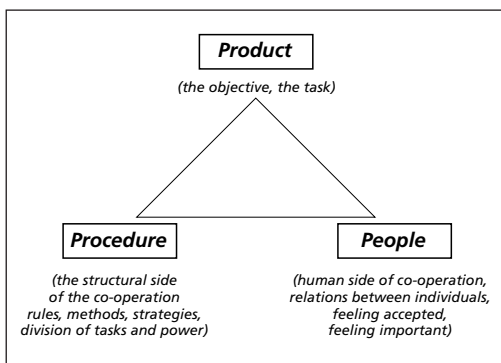 Product
(the objective, the task)
Procedure
(the structural side
of the co-operation
rules, methods, strategies,
division of tasks and power)
People
(human side of co-operation,
relations between individuals,
feeling accepted,
feeling important)